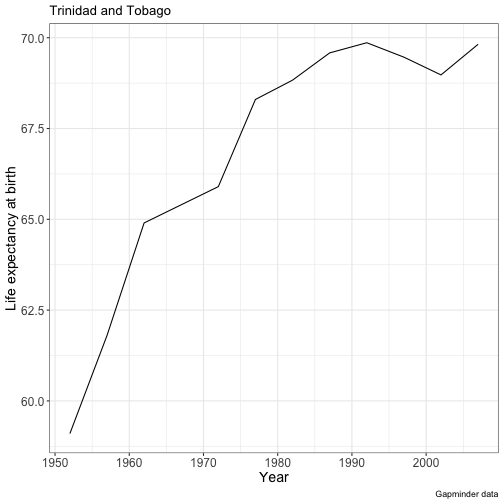 Trinidad and Tobago
Life expectancy at birth
70.0
67.5
65.0
62.5
60.0
1950 1960 1970 1980 1990 2000
Year
Gapminder data